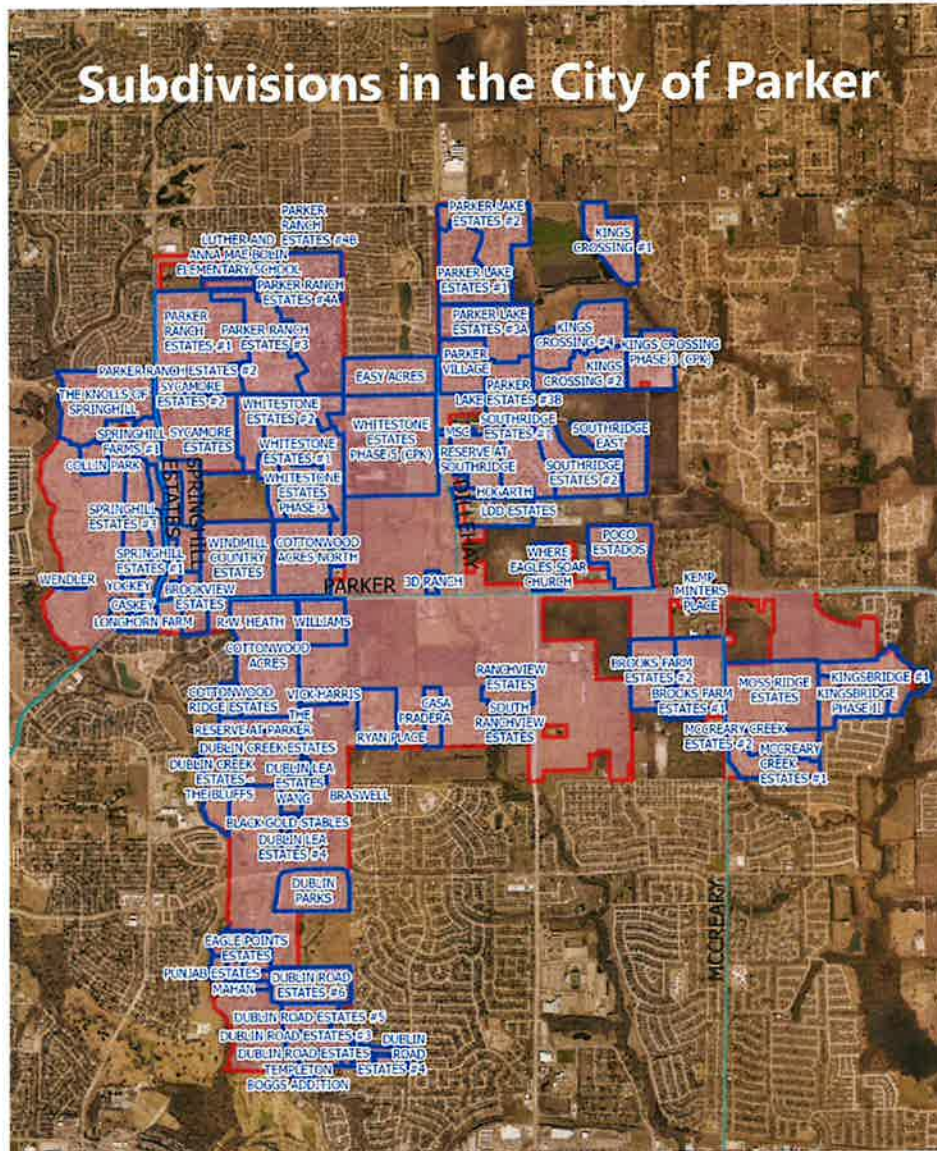 Subdivisions in the City of Parker
PARKER LAKE
ESTATES #2
PARKER
RANCH
ESTATES #4B
KINGS
CROSSING #1
LUTHER AND
ANNA MAE BOLIN
ELEMENTARY SCHOOL
PARKER LAKE
ESTATES #1
PARKER RANCH
ESTATES #4A
PARKER
RANCH
ESTATES #1
PARKER RANCH
ESTATES #3
PARKER LAKE
ESTATES #3A
KINGS
CROSSING #4
KINGS CROSSING
PHASE 3 (CPK)
PARKER
VILLAGE
KINGS
CROSSING #2
PARKER RANCH ESTATES #2
EASY ACRES
PARKER
LAKE ESTATES #3B
THE KNOLLS OF
SPRINGHILL
SYCAMORE
ESTATES #2
WHITESTONE
ESTATES #2
WHITESTONE
ESTATES
PHASE 5 (CPK)
MSC
SOUTHRIDGE
ESTATES #1
SOUTHRIDGE
EAST
SPRINGHILL
FARMS #1
SYCAMORE
ESTATES
WHITESTONE
ESTATES #1
RESERVE AT
SOUTHRIDGE
COLLIN PARK
SOUTHRIDGE
ESTATES #2
SPRINGHILL
ESTATES
WHITESTONE
ESTATES
PHASE 3
HOGARTH
LDD ESTATES
SPRINGHILL
ESTATES #1
WINDMILL
COUNTRY
ESTATES
COTTONWOOD
ACRES NORTH
POCO
ESTADOS
WHERE
EAGLES SOAR
CHURCH
WENDLER
YOCKEY
CASKEY
BROOKVIEW
ESTATES
PARKER
3D RANCH
KEMP
MINTERS
PLACE
LONGHORN FARM
R.W. HEATH
WILLIAMS
COTTONWOOD
ACRES
RANCHVIEW
ESTATES
BROOKS FARM
ESTATES #2
MOSS RIDGE
ESTATES
KINGSBRIDGE #1
KINGSBRIDGE
PHASE II
BROOKS FARM
ESTATES #1
COTTONWOOD
RIDGE ESTATES
VICK-HARRIS
CASA
PRADERA
SOUTH
RANCHVIEW
ESTATES
THE
RESERVE AT PARKER
RYAN PLACE
MCCREARY CREEK
ESTATES #2
MCCREARY
CREEK
ESTATES #1
DUBLIN CREEK ESTATES
DUBLIN CREEK
ESTATES
DUBLIN LEA
ESTATES
THE BLUFFS
WANG
BRASWELL
BLACK GOLD STABLES
DUBLIN LEA
ESTATES #4
DUBLIN
PARKS
MCCREARY
EAGLE POINTS
ESTATES
PUNJAB ESTATES
MAHAN
DUBLIN ROAD
ESTATES #6
DUBLIN ROAD ESTATES #5
DUBLIN ROAD ESTATES #3
DUBLIN ROAD ESTATES
DUBLIN
ROAD
ESTATES #4
TEMPLETON
BOGGS ADDITION